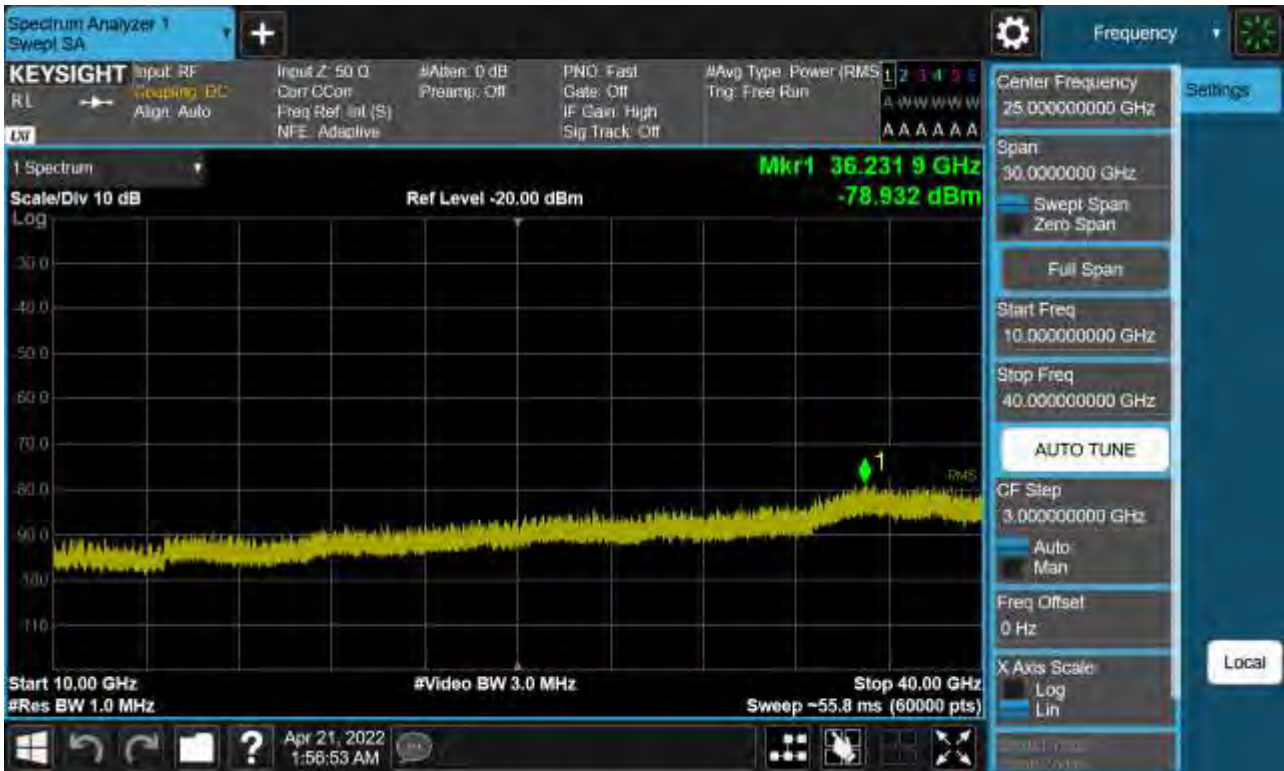 Spectrum Analyzer 1
Swept SA
Frequency
KEYSIGHT
RL
LXI
Input: RF
Coupling: DC
Align: Auto
Input Z: 50 Ω
Corr CCorr
Freq Ref: Int (S)
NFE: Adaptive
#Atten: 0 dB
Preamp: Off
PNO: Fast
Gate: Off
IF Gain: High
Sig Track: Off
#Avg Type: Power (RMS
Trig: Free Run
1 2 3 4 5 6
A W W W W W
A A A A A A
1 Spectrum
Scale/Div 10 dB
Log
Ref Level -20.00 dBm
Mkr1 36.231 9 GHz
-78.932 dBm
-30.0
-40.0
-50.0
-60.0
-70.0
-80.0
-90.0
-100
-110
1
RMS
Start 10.00 GHz
#Res BW 1.0 MHz
#Video BW 3.0 MHz
Stop 40.00 GHz
Sweep ~55.8 ms (60000 pts)
Apr 21, 2022
1:56:53 AM
Center Frequency
25.000000000 GHz
Span
30.0000000 GHz
Swept Span
Zero Span
Full Span
Start Freq
10.000000000 GHz
Stop Freq
40.000000000 GHz
AUTO TUNE
CF Step
3.000000000 GHz
Auto
Man
Freq Offset
0 Hz
X Axis Scale
Log
Lin
Settings
Local